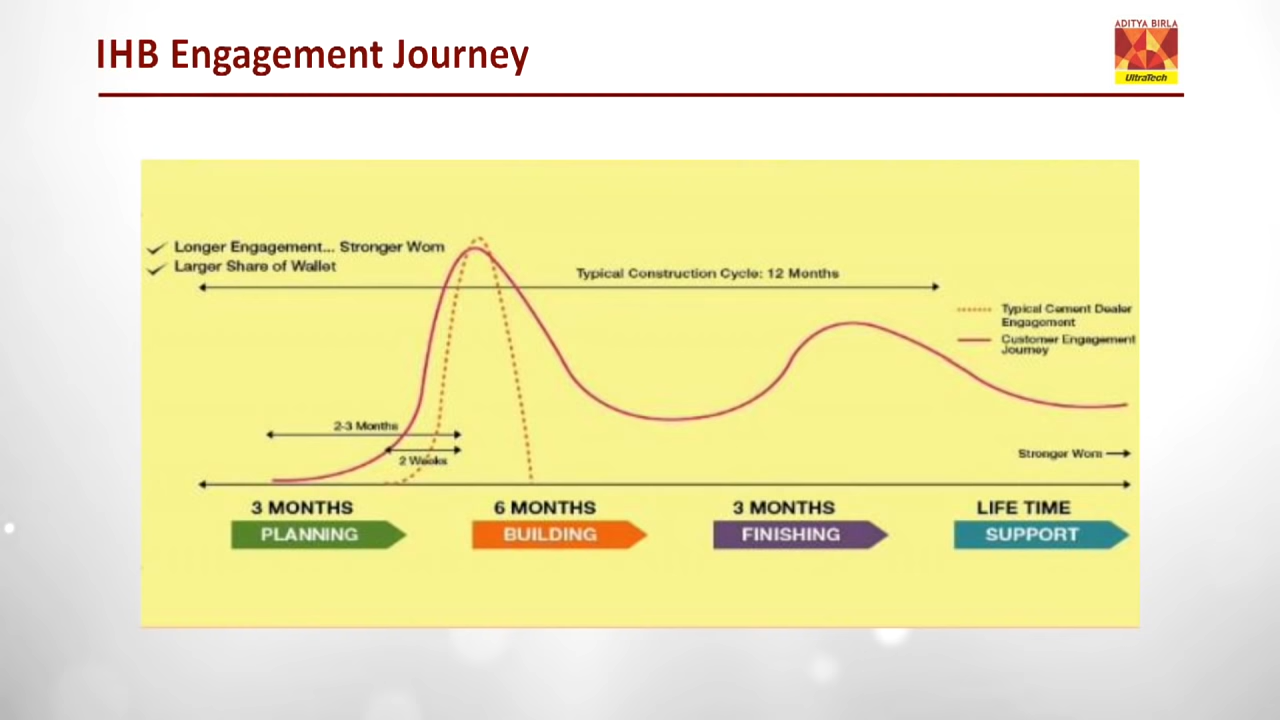 IHB Engagement Journey
ADITYA BIRLA
UltraTech
Longer Engagement... Stronger Wom
Larger Share of Wallet
Typical Construction Cycle: 12 Months
Typical Cement Dealer
Engagement
Customer Engagement
Journey
2-3 Months
2 Weeks
Stronger Wom
3 MONTHS
6 MONTHS
3 MONTHS
LIFE TIME
PLANNING
BUILDING
FINISHING
SUPPORT